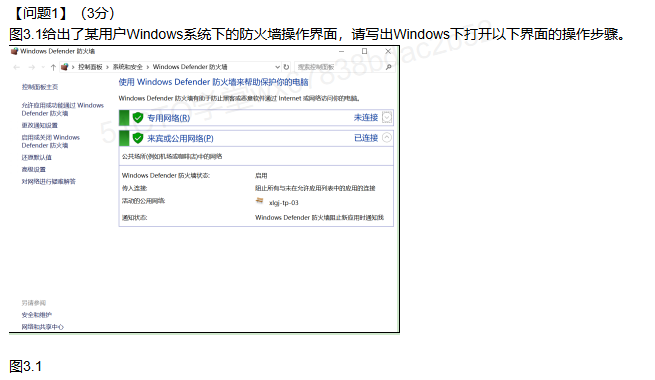 【问题1】（3分）
图3.1给出了某用户Windows系统下的防火墙操作界面，请写出Windows下打开以下界面的操作步骤。
Windows Defender 防火墙
控制面板 > 系统和安全 > Windows Defender 防火墙
搜索控制面板
控制面板主页
允许应用或功能通过 Windows
Defender 防火墙
更改通知设置
启用或关闭 Windows
Defender 防火墙
还原默认值
高级设置
对网络进行疑难解答
使用 Windows Defender 防火墙来帮助保护你的电脑
Windows Defender 防火墙有助于防止黑客或恶意软件通过 Internet 或网络访问你的电脑。
专用网络(R) 未连接
来宾或公用网络(P) 已连接
公共场所(例如机场或咖啡店)中的网络
Windows Defender 防火墙状态: 启用
传入连接: 阻止所有与未在允许应用列表中的应用的连接
活动的公用网络: xlgj-tp-03
通知状态: Windows Defender 防火墙阻止新应用时通知我
另请参阅
安全和维护
网络和共享中心
图3.1